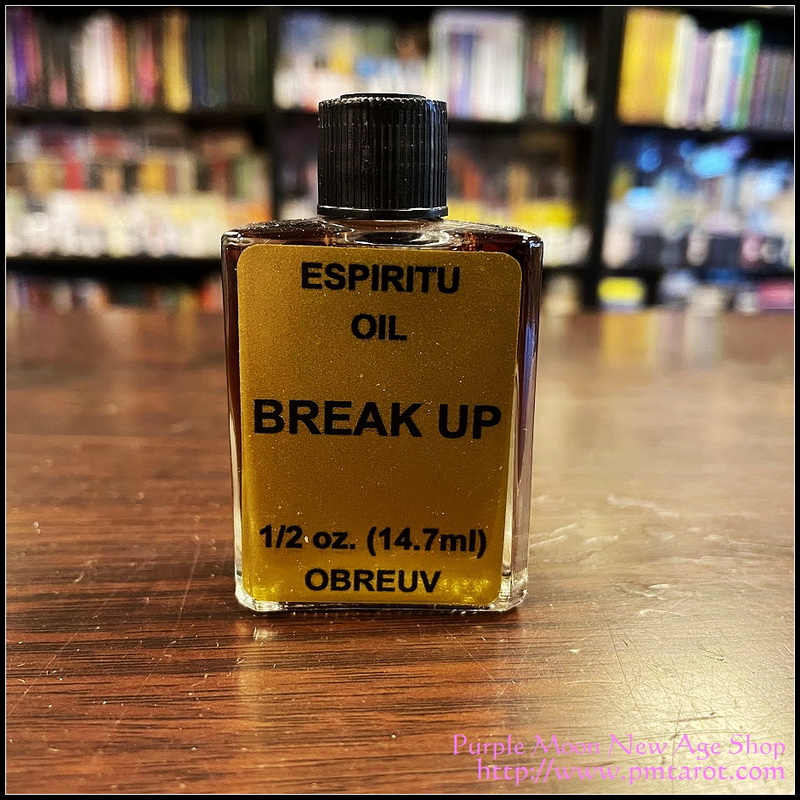 ESPIRITU
OIL
BREAK UP
1/2 oz. (14.7ml)
OBREUV
Purple Moon New Age Shop
http://www.pmtarot.com